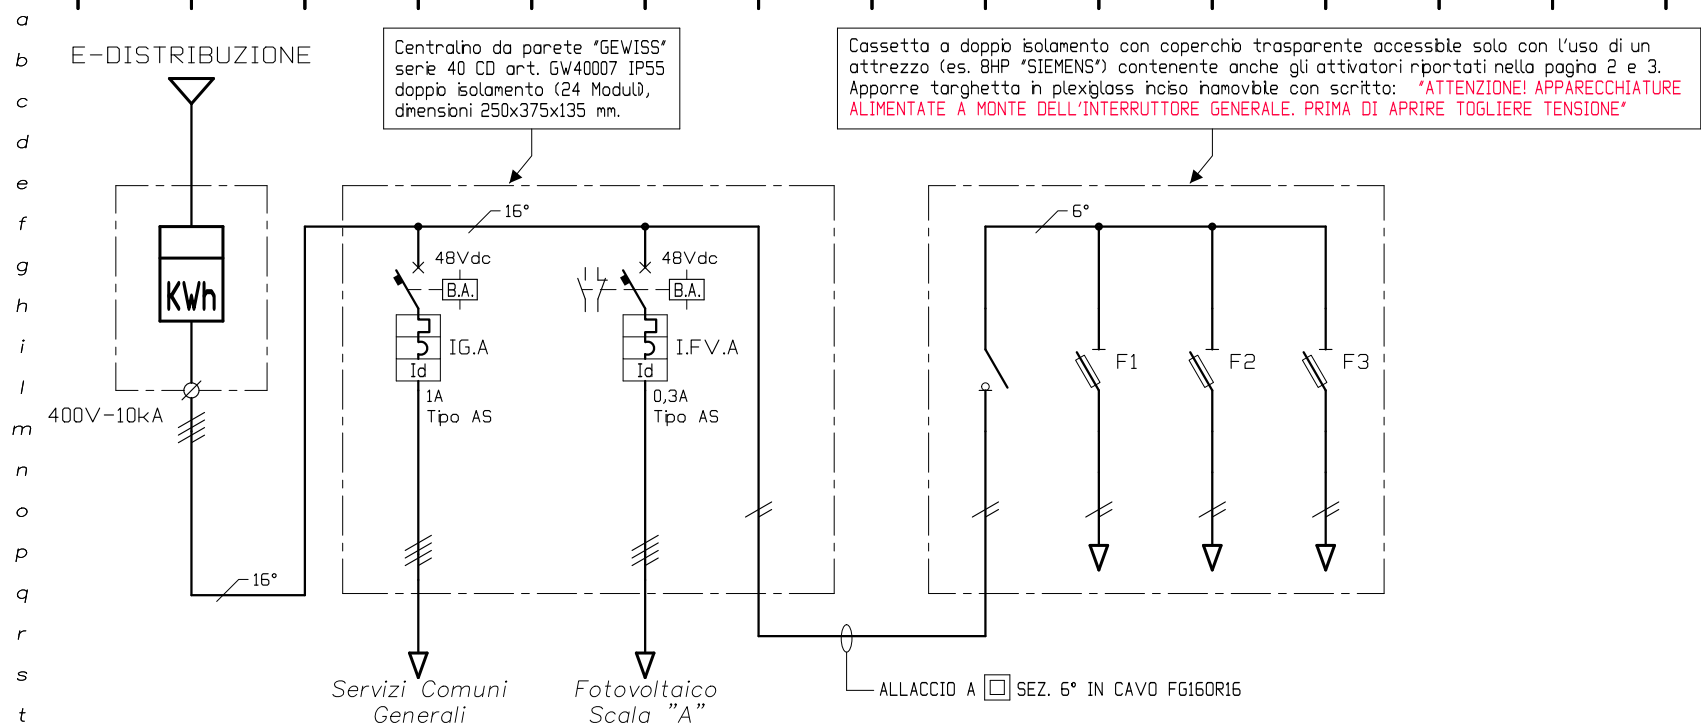 a
b
c
d
e
f
g
h
i
l
m
n
o
p
q
r
s
t
E-DISTRIBUZIONE
KWh
400V-10kA
16°
Centralino da parete "GEWISS"
serie 40 CD art. GW40007 IP55
doppio isolamento (24 Moduli),
dimensioni 250x375x135 mm.
16°
48Vdc
B.A.
IG.A
Id
1A
Tipo AS
48Vdc
B.A.
I.FV.A
Id
0,3A
Tipo AS
Servizi Comuni
Generali
Fotovoltaico
Scala "A"
Cassetta a doppio isolamento con coperchio trasparente accessibile solo con l'uso di un
attrezzo (es. 8HP "SIEMENS") contenente anche gli attivatori riportati nella pagina 2 e 3.
Apporre targhetta in plexiglass inciso inamovible con scritto: "ATTENZIONE! APPARECCHIATURE
ALIMENTATE A MONTE DELL'INTERRUTTORE GENERALE. PRIMA DI APRIRE TOGLIERE TENSIONE"
6°
F1
F2
F3
ALLACCIO A SEZ. 6° IN CAVO FG16OR16